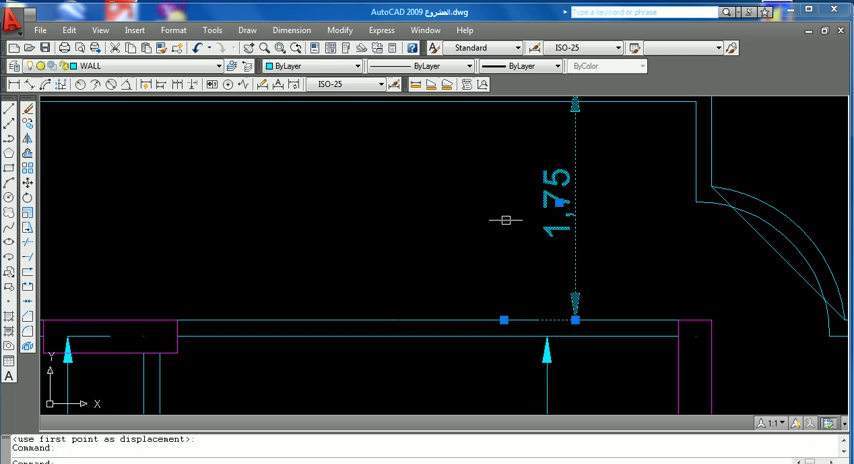 AutoCAD 2009 المشروع.dwg
Type a keyword or phrase
File Edit View Insert Format Tools Draw Dimension Modify Express Window Help
Standard ISO-25
WALL ByLayer ByLayer ByLayer ByColor
ISO-25
1,75
Y
X
1:1
A
<use first point as displacement>:
Command:
Command: